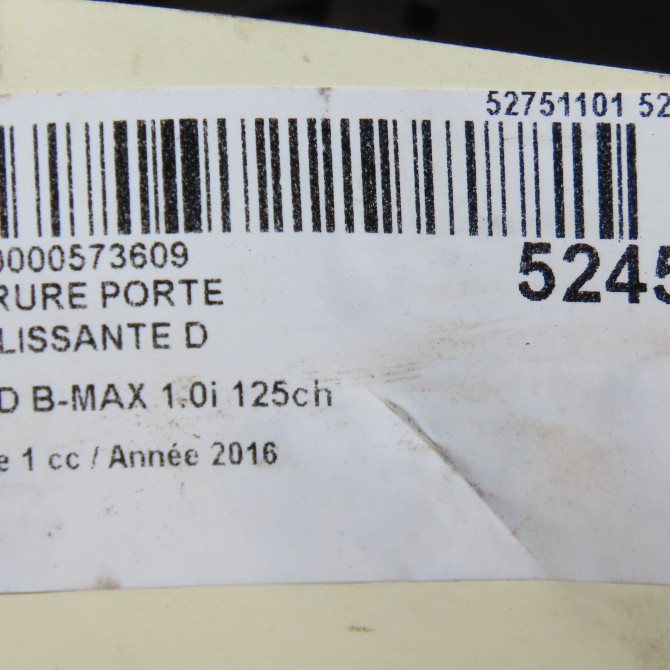 52751101 52
0000573609
5245
RURE PORTE
LISSANTE D
D B-MAX 1.0i 125ch
e 1 cc / Année 2016